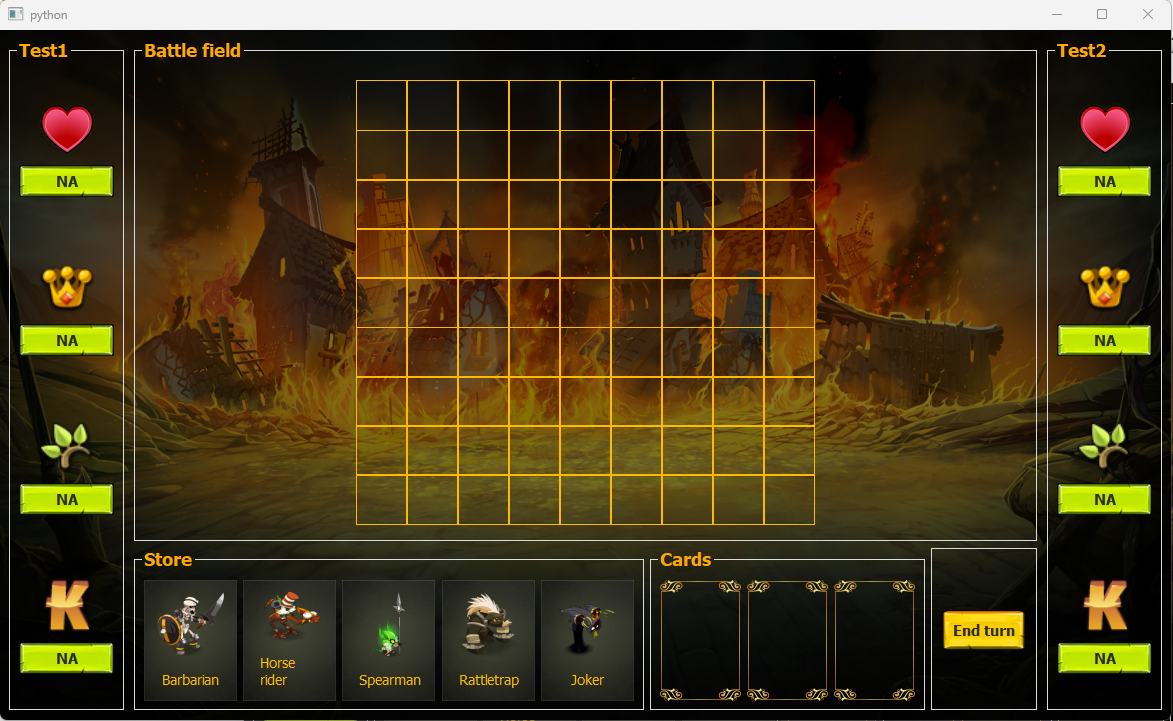 python
Test1
Battle field
Test2
NA
NA
NA
NA
NA
NA
K
NA
K
NA
Store
Cards
Barbarian
Horse
rider
Spearman
Rattletrap
Joker
End turn